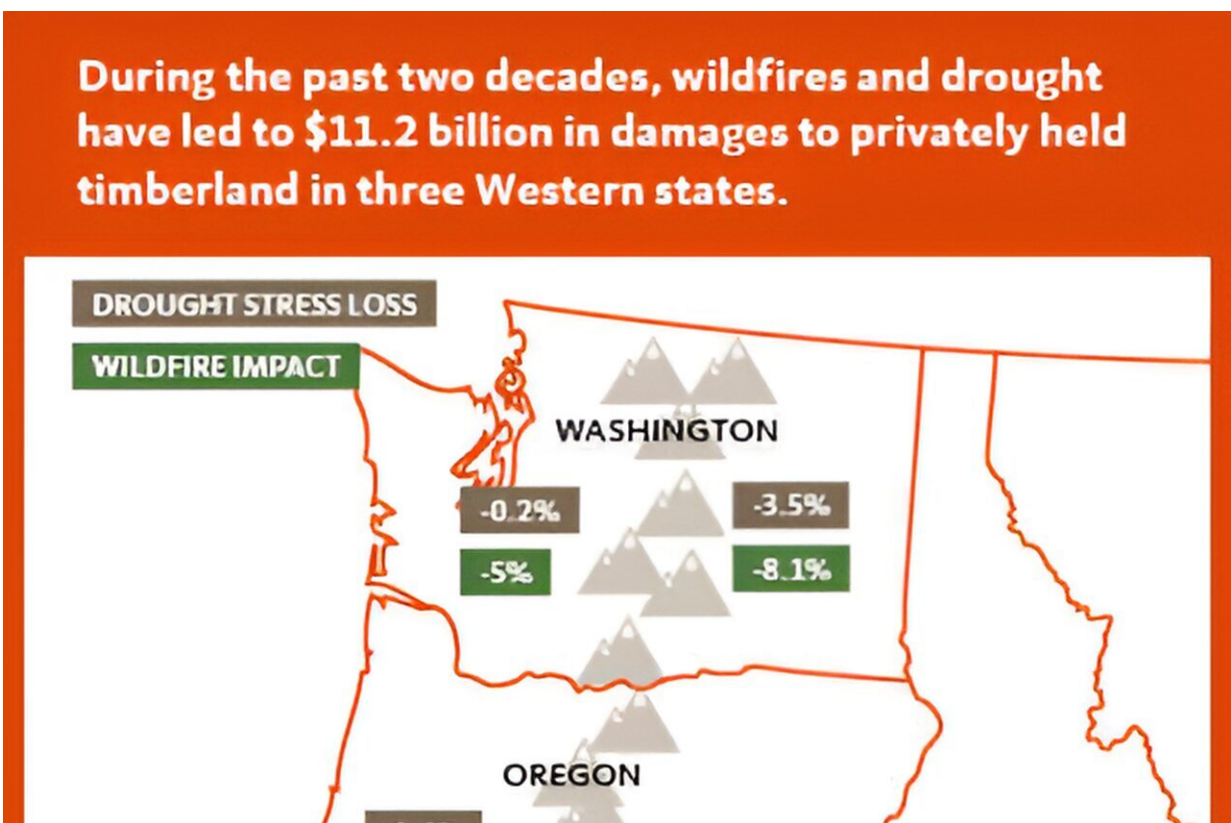 During the past two decades, wildfires and drought
have led to $11.2 billion in damages to privately held
timberland in three Western states.
DROUGHT STRESS LOSS
WILDFIRE IMPACT
WASHINGTON
-0.2%
-3.5%
-5%
-8.1%
OREGON